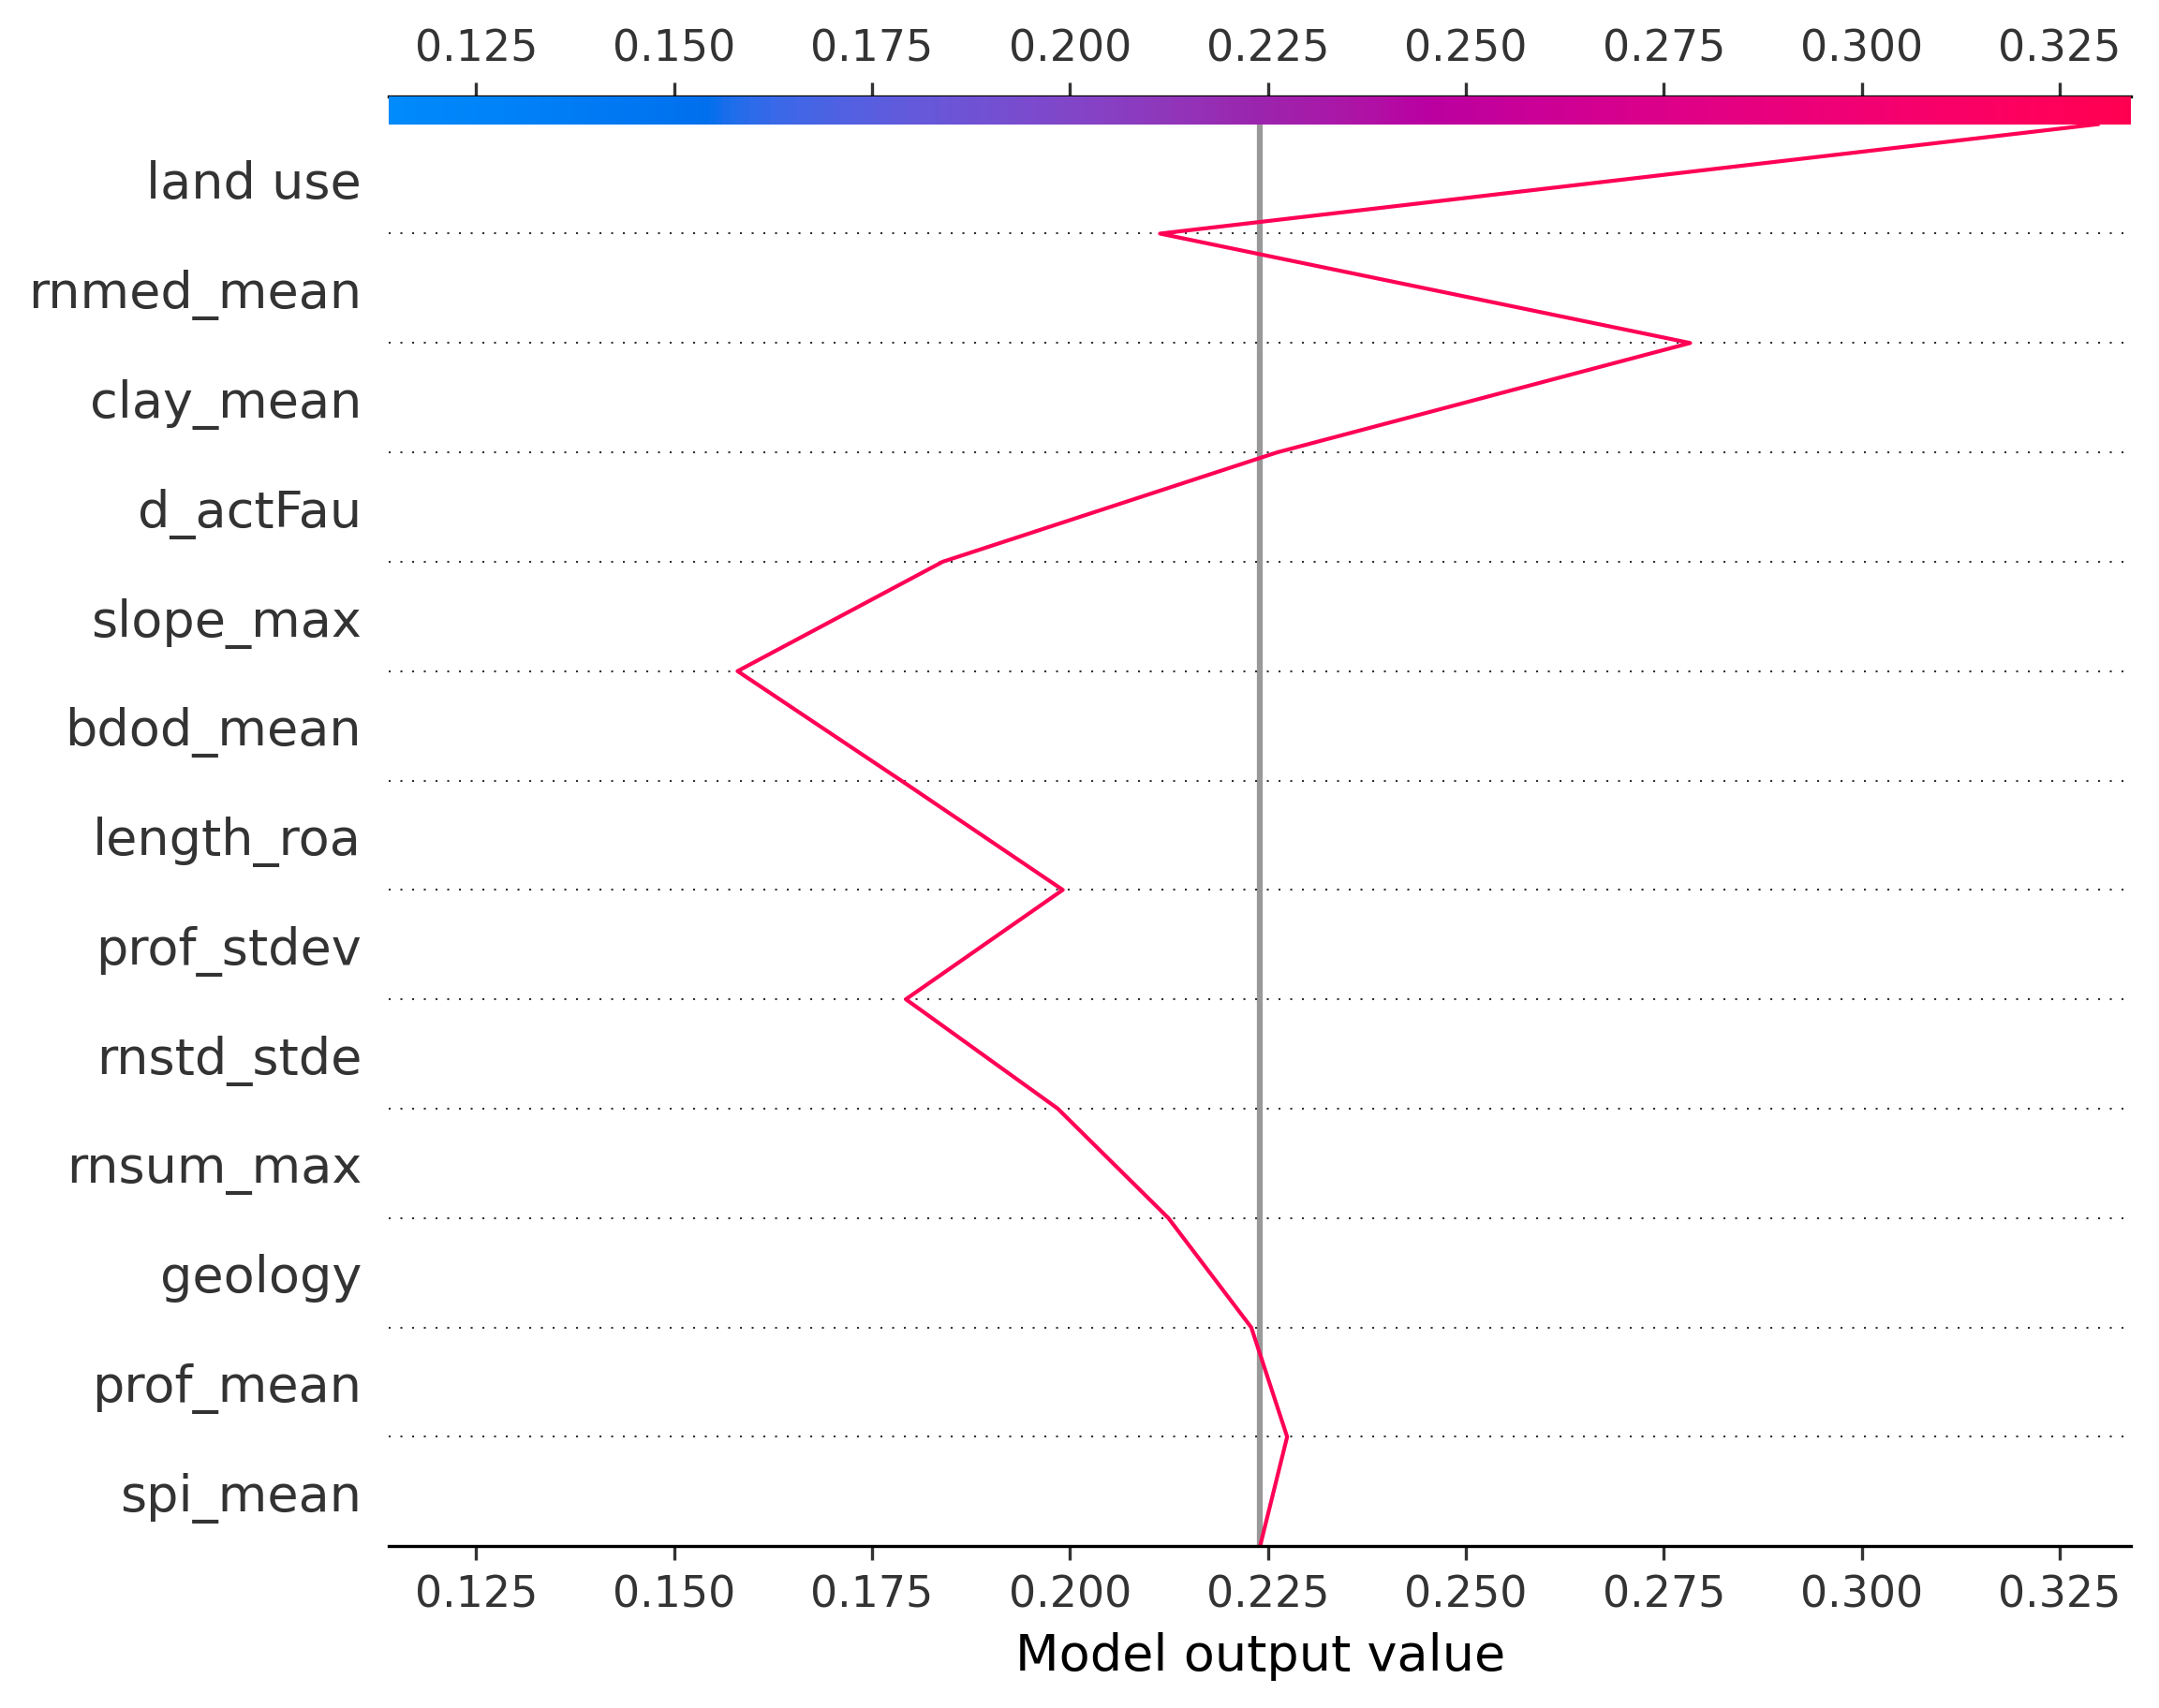 0.125 0.150 0.175 0.200 0.225 0.250 0.275 0.300 0.325
land use
rnmed_mean
clay_mean
d_actFau
slope_max
bdod_mean
length_roa
prof_stdev
rnstd_stde
rnsum_max
geology
prof_mean
spi_mean
0.125 0.150 0.175 0.200 0.225 0.250 0.275 0.300 0.325
Model output value